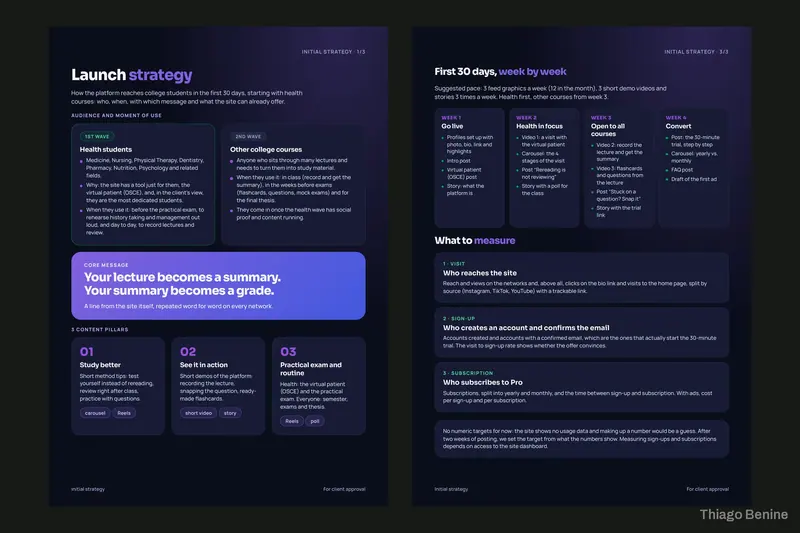 INITIAL STRATEGY · 1/3
Launch strategy
How the platform reaches college students in the first 30 days, starting with health
courses: who, when, with which message and what the site can already offer.
AUDIENCE AND MOMENT OF USE
1ST WAVE
Health students
Medicine, Nursing, Physical Therapy, Dentistry,
Pharmacy, Nutrition, Psychology and related
fields.
Why: the site has a tool just for them, the
virtual patient (OSCE) and, in the client's view,
they are the most dedicated students.
When they use it: before the practical exam, to
rehearse history taking and management out
loud, and day to day, to record lectures and
review.
2ND WAVE
Other college courses
Anyone who sits through many lectures and
needs to turn them into study material.
When they use it: in class (record and get the
summary), in the weeks before exams
(flashcards, questions, mock exams) and for
the final thesis.
They come in once the health wave has social
proof and content running.
CORE MESSAGE
Your lecture becomes a summary.
Your summary becomes a grade.
A line from the site itself, repeated word for word on every network.
3 CONTENT PILLARS
01
Study better
Short method tips: test
yourself instead of rereading,
review right after class,
practice with questions.
carousel
Reels
02
See it in action
Short demos of the platform
recording the lecture,
snapping the question, ready-
made flashcards.
short video
story
03
Practical exam and
routine
Health: the virtual patient
(OSCE) and the practical
exam. Everyone: semester,
exams and thesis.
Reels
poll
Initial strategy
For client approval
INITIAL STRATEGY · 3/3
First 30 days, week by week
Suggested pace: 3 feed graphics a week (12 in the month), 3 short demo videos and
stories 3 times a week. Health first, other courses from week 3.
WEEK 1
Go live
Profiles set up with
photo, bio, link and
highlights
Intro post
Virtual patient
(OSCE) post
Story: what the
platform is
WEEK 2
Health in focus
Video 1: a visit with
the virtual patient
Carousel: the 4
stages of the visit
Post "Rereading is
not reviewing"
Story with a poll for
the class
WEEK 3
Open to all
courses
Video 2: record the
lecture and get the
summary
Video 3: flashcards
and questions from
the lecture
Post "Stuck on a
question? Snap it"
Story with the trial
link
WEEK 4
Convert
Post: the 30-minute
trial, step by step
Carousel: yearly vs.
monthly
FAQ post
Draft of the first ad
What to measure
1 · VISIT
Who reaches the site
Reach and views on the networks and, above all, clicks on the bio link and visits to the home page, split by
source (Instagram, TikTok, YouTube) with a trackable link.
2 · SIGN-UP
Who creates an account and confirms the email
Accounts created and accounts with a confirmed email, which are the ones that actually start the 30-minute
trial. The visit to sign-up rate shows whether the offer convinces.
3 · SUBSCRIPTION
Who subscribes to Pro
Subscriptions, split into yearly and monthly, and the time between sign-up and subscription. With ads, cost
per sign-up and per subscription.
No numeric targets for now: the site shows no usage data and making up a number would be a guess. After
two weeks of posting, we set the target from what the numbers show. Measuring sign-ups and subscriptions
depends on access to the site dashboard.
Initial strategy
For client approval
Thiago Benine